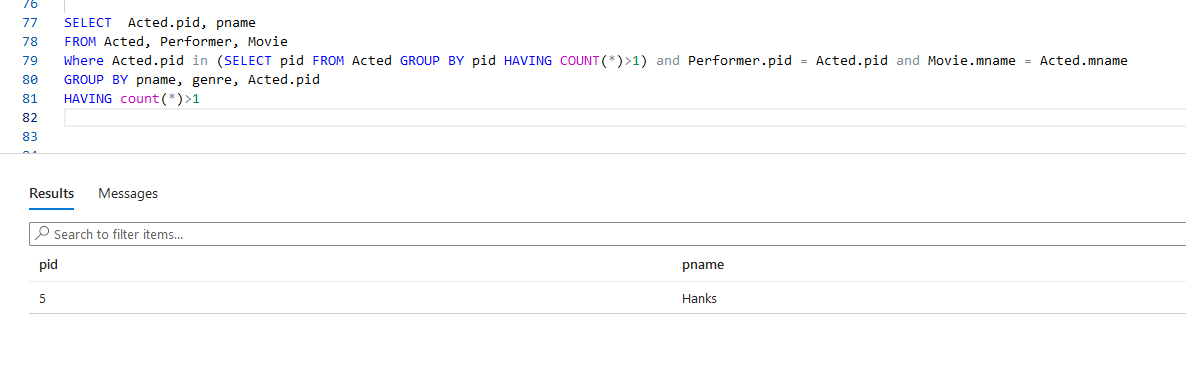 76
77 SELECT  Acted.pid, pname
78 FROM Acted, Performer, Movie
79 Where Acted.pid in (SELECT pid FROM Acted GROUP BY pid HAVING COUNT(*)>1) and Performer.pid = Acted.pid and Movie.mname = Acted.mname
80 GROUP BY pname, genre, Acted.pid
81 HAVING count(*)>1
82
83
Results Messages
Search to filter items...
pid pname
5 Hanks